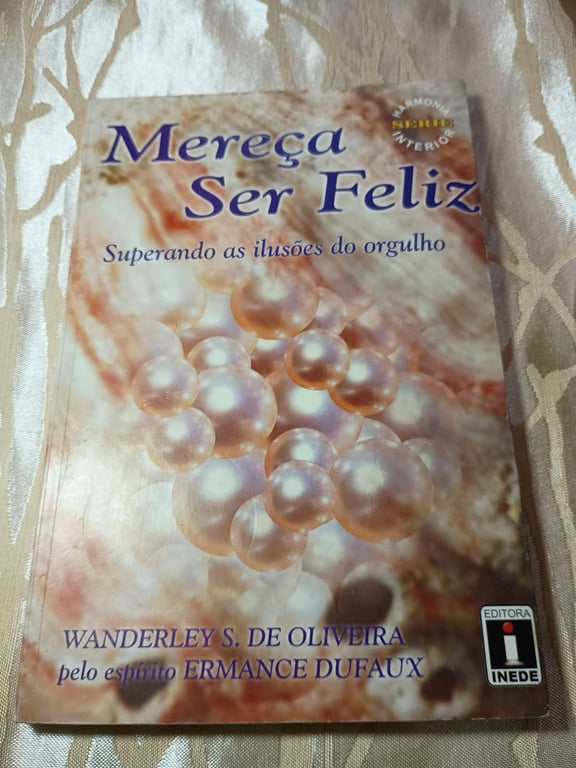 HARMONIA
SÉRIE
INTERIOR
Mereça
Ser Feliz
Superando as ilusões do orgulho
WANDERLEY S. DE OLIVEIRA
pelo espírito ERMANCE DUFAUX
EDITORA
i
INEDE